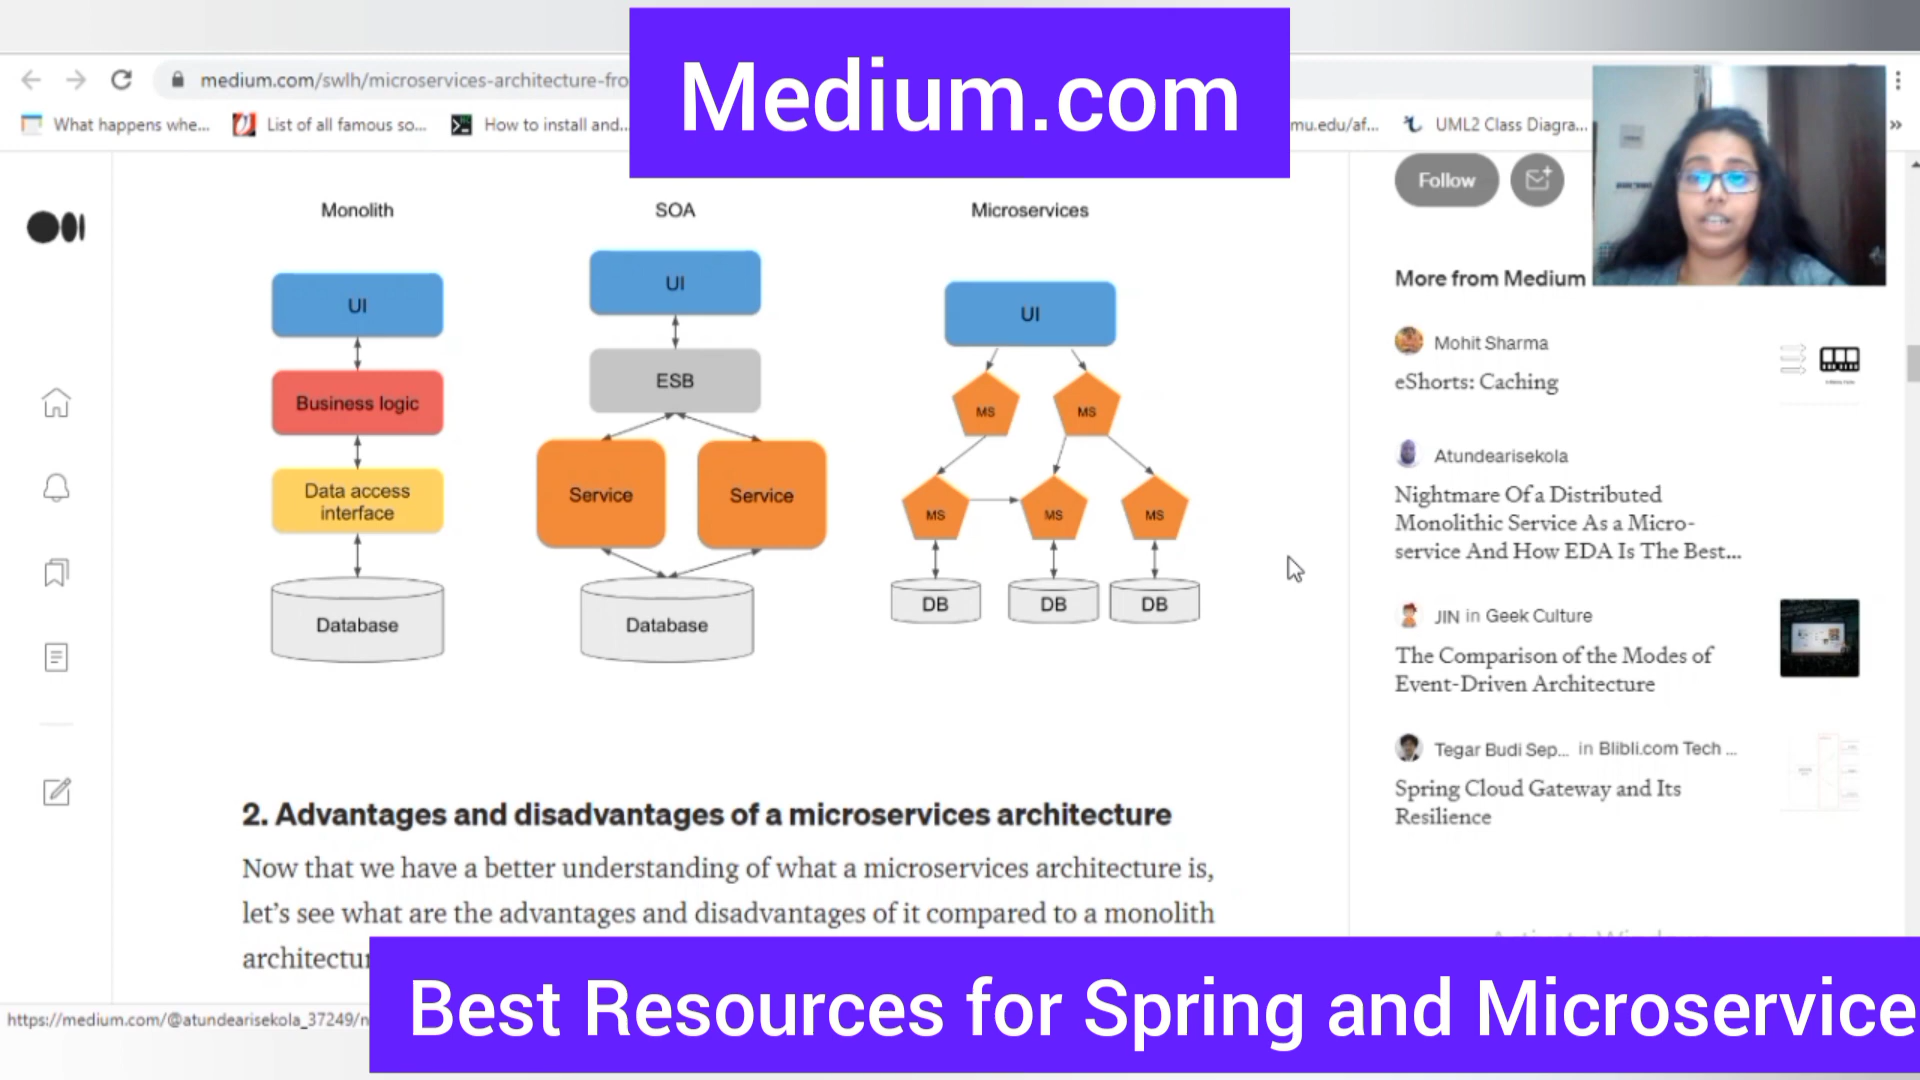 Medium.com
medium.com/swlh/microservices-architecture-fro
What happens whe...
List of all famous so...
How to install and...
mu.edu/af...
UML2 Class Diagra...
»
Follow
Monolith
SOA
Microservices
UI
Business logic
Data access
interface
Database
UI
ESB
Service
Service
Database
UI
MS
MS
MS
MS
MS
DB
DB
DB
More from Medium
Mohit Sharma
eShorts: Caching
Atundearisekola
Nightmare Of a Distributed
Monolithic Service As a Micro-
service And How EDA Is The Best...
JIN in Geek Culture
The Comparison of the Modes of
Event-Driven Architecture
Tegar Budi Sep... in Blibli.com Tech ...
Spring Cloud Gateway and Its
Resilience
2. Advantages and disadvantages of a microservices architecture
Now that we have a better understanding of what a microservices architecture is,
let's see what are the advantages and disadvantages of it compared to a monolith
architectur
https://medium.com/@atundearisekola_37249/n
Best Resources for Spring and Microservice